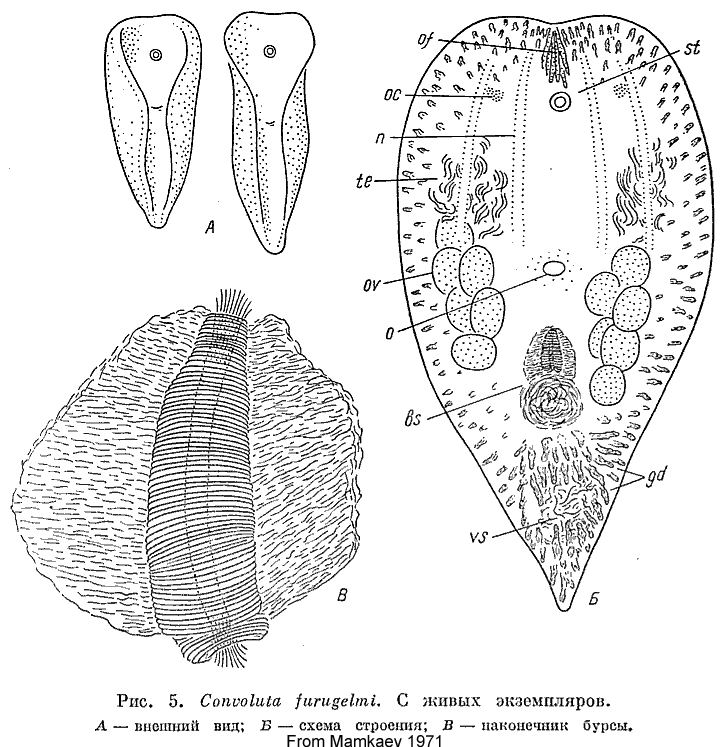 of
st
oc
n
te
А
ov
o
bs
gd
vs
В
Б
Рис. 5. Convoluta furugelmi. С живых экземпляров.
А — внешний вид; Б — схема строения; В — наконечник бурсы.
From Mamkaev 1971